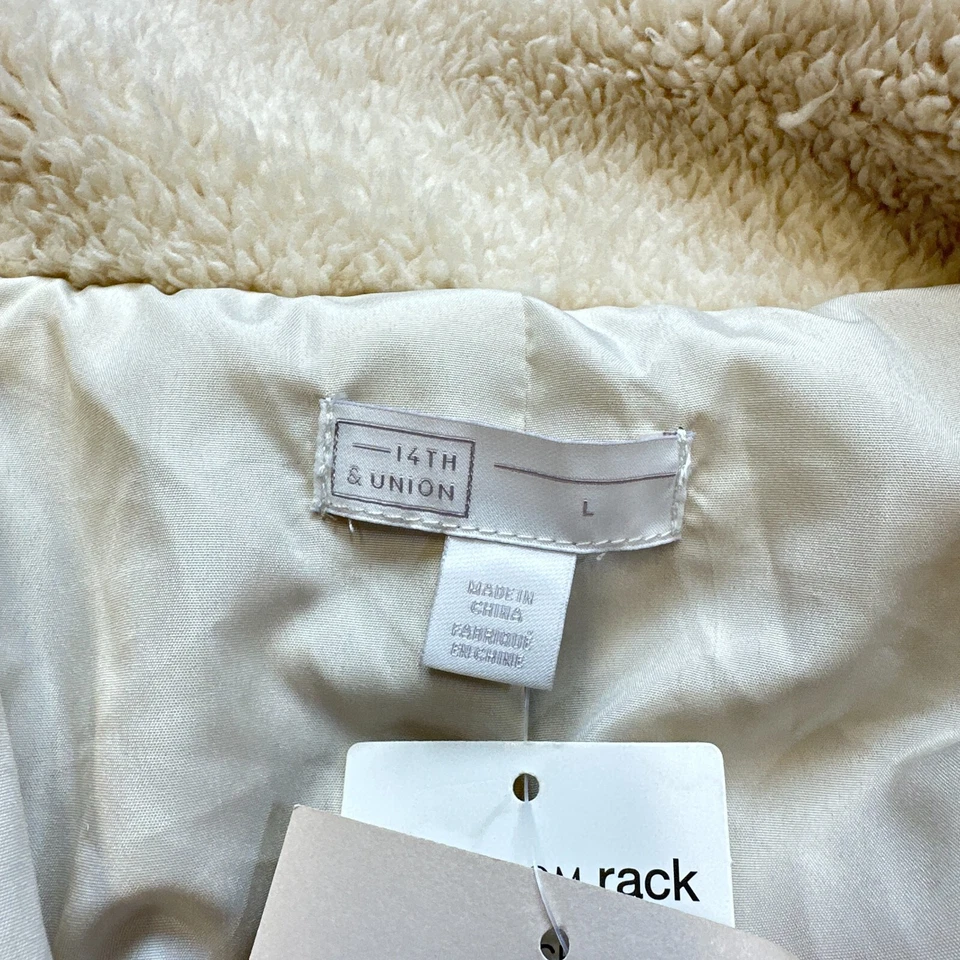 14TH
& UNION
L
MADE IN
CHINA
FABRIQUÉ
EN CHINE
rack